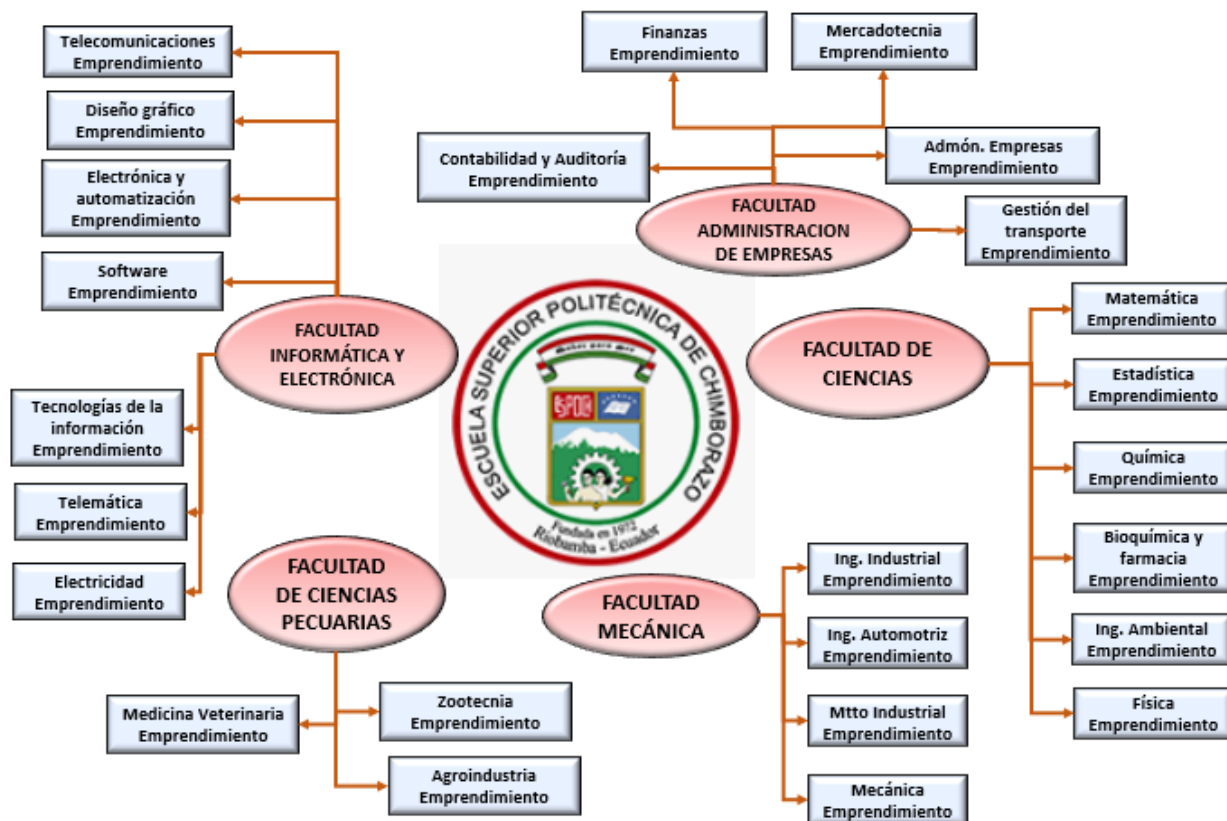 Telecomunicaciones
Emprendimiento
Diseño gráfico
Emprendimiento
Electrónica y
automatización
Emprendimiento
Software
Emprendimiento
FACULTAD
INFORMÁTICA Y
ELECTRÓNICA
Tecnologías de la
información
Emprendimiento
Telemática
Emprendimiento
Electricidad
Emprendimiento
Finanzas
Emprendimiento
Mercadotecnia
Emprendimiento
Contabilidad y Auditoría
Emprendimiento
Admón. Empresas
Emprendimiento
FACULTAD
ADMINISTRACION
DE EMPRESAS
Gestión del
transporte
Emprendimiento
ESCUELA SUPERIOR POLITÉCNICA DE CHIMBORAZO
Saber para Ser
ESPOCH
Fundada en 1972
Riobamba - Ecuador
FACULTAD DE
CIENCIAS
Matemática
Emprendimiento
Estadística
Emprendimiento
Química
Emprendimiento
Bioquímica y
farmacia
Emprendimiento
Ing. Ambiental
Emprendimiento
Física
Emprendimiento
FACULTAD
DE CIENCIAS
PECUARIAS
Medicina Veterinaria
Emprendimiento
Zootecnia
Emprendimiento
Agroindustria
Emprendimiento
FACULTAD
MECÁNICA
Ing. Industrial
Emprendimiento
Ing. Automotriz
Emprendimiento
Mtto Industrial
Emprendimiento
Mecánica
Emprendimiento